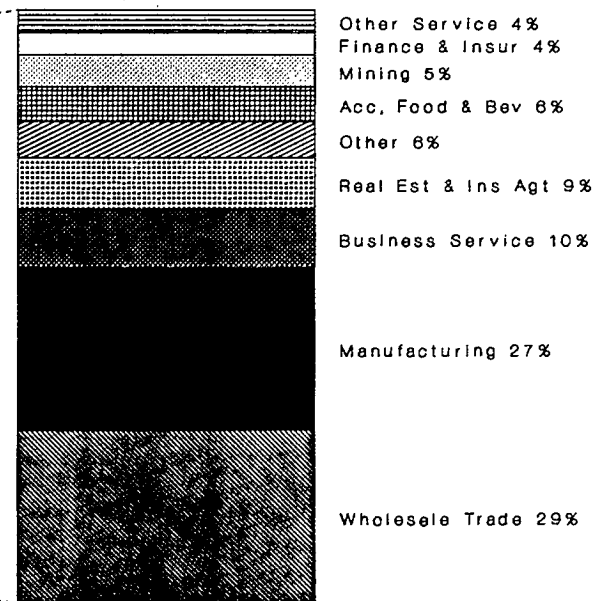 Other Service 4%
Finance & Insur 4%
Mining 5%
Acc, Food & Bev 6%
Other 6%
Real Est & Ins Agt 9%
Business Service 10%
Manufacturing 27%
Wholesale Trade 29%